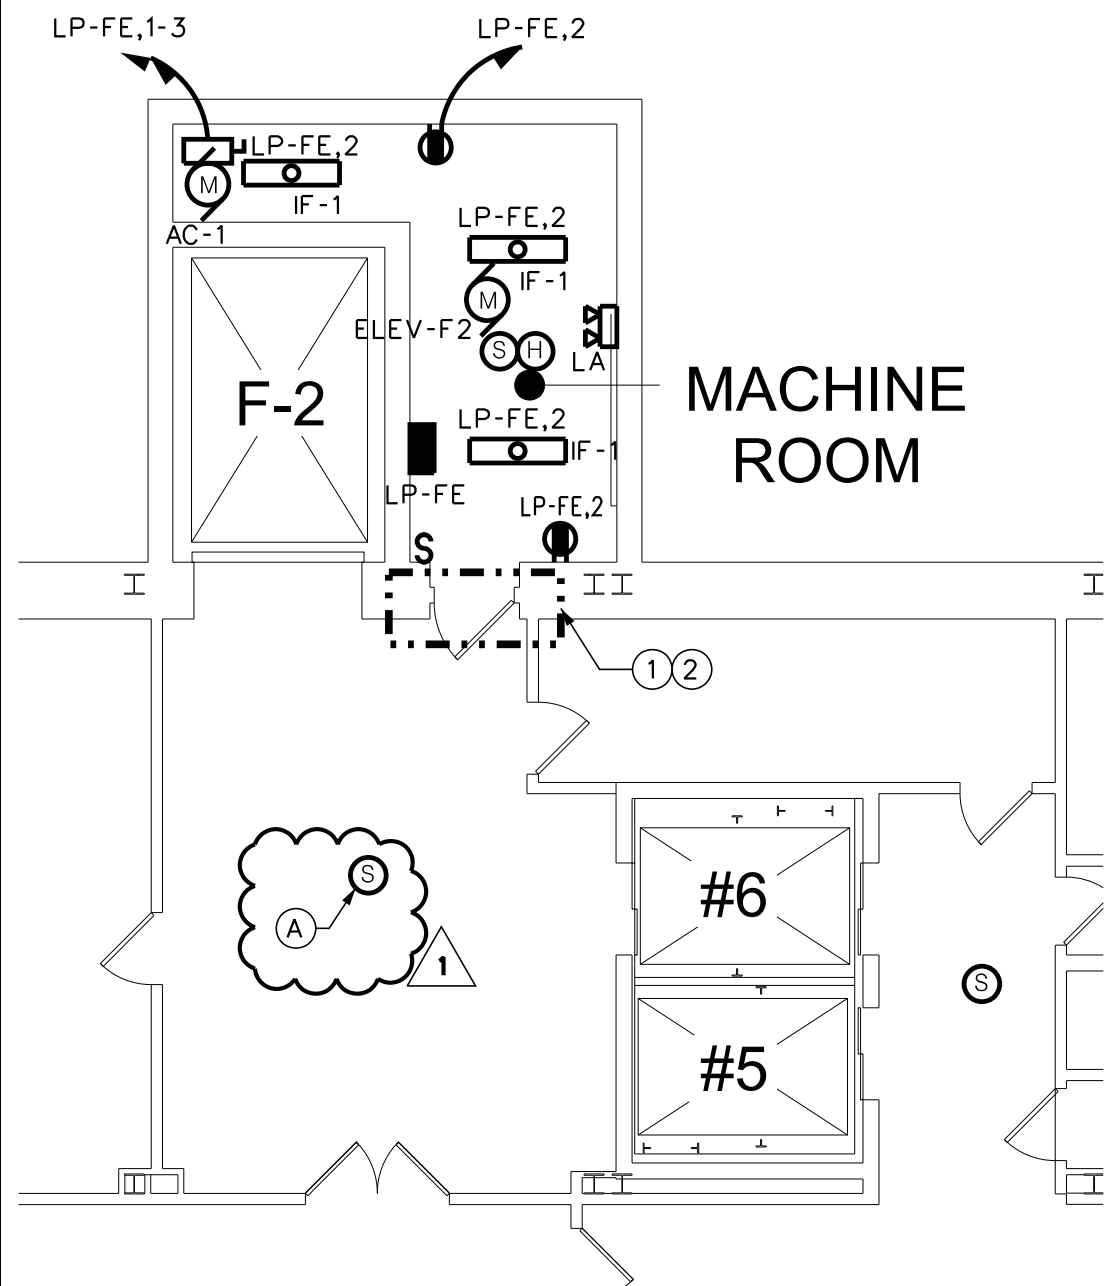 LP-FE,1-3
LP-FE,2
LP-FE,2
M
IF-1
AC-1
LP-FE,2
IF-1
M
ELEV-F2
S H
LA
F-2
MACHINE
ROOM
LP-FE,2
IF-1
LP-FE
LP-FE,2
S
1 2
#6
S
A
1
S
#5